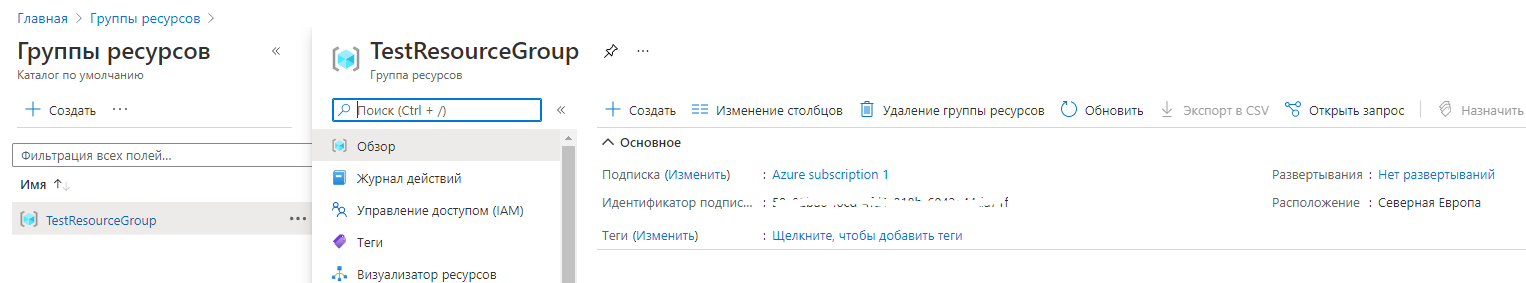 Главная > Группы ресурсов >
Группы ресурсов «
Каталог по умолчанию
+ Создать ...
Фильтрация всех полей...
Имя ↑↓
TestResourceGroup ...
TestResourceGroup ...
Группа ресурсов
Поиск (Ctrl + /) «
Обзор
Журнал действий
Управление доступом (IAM)
Теги
Визуализатор ресурсов
+ Создать Изменение столбцов Удаление группы ресурсов Обновить Экспорт в CSV Открыть запрос Назначить
Основное
Подписка (Изменить) : Azure subscription 1 Развертывания : Нет развертываний
Идентификатор подпис... : Расположение : Северная Европа
Теги (Изменить) : Щелкните, чтобы добавить теги